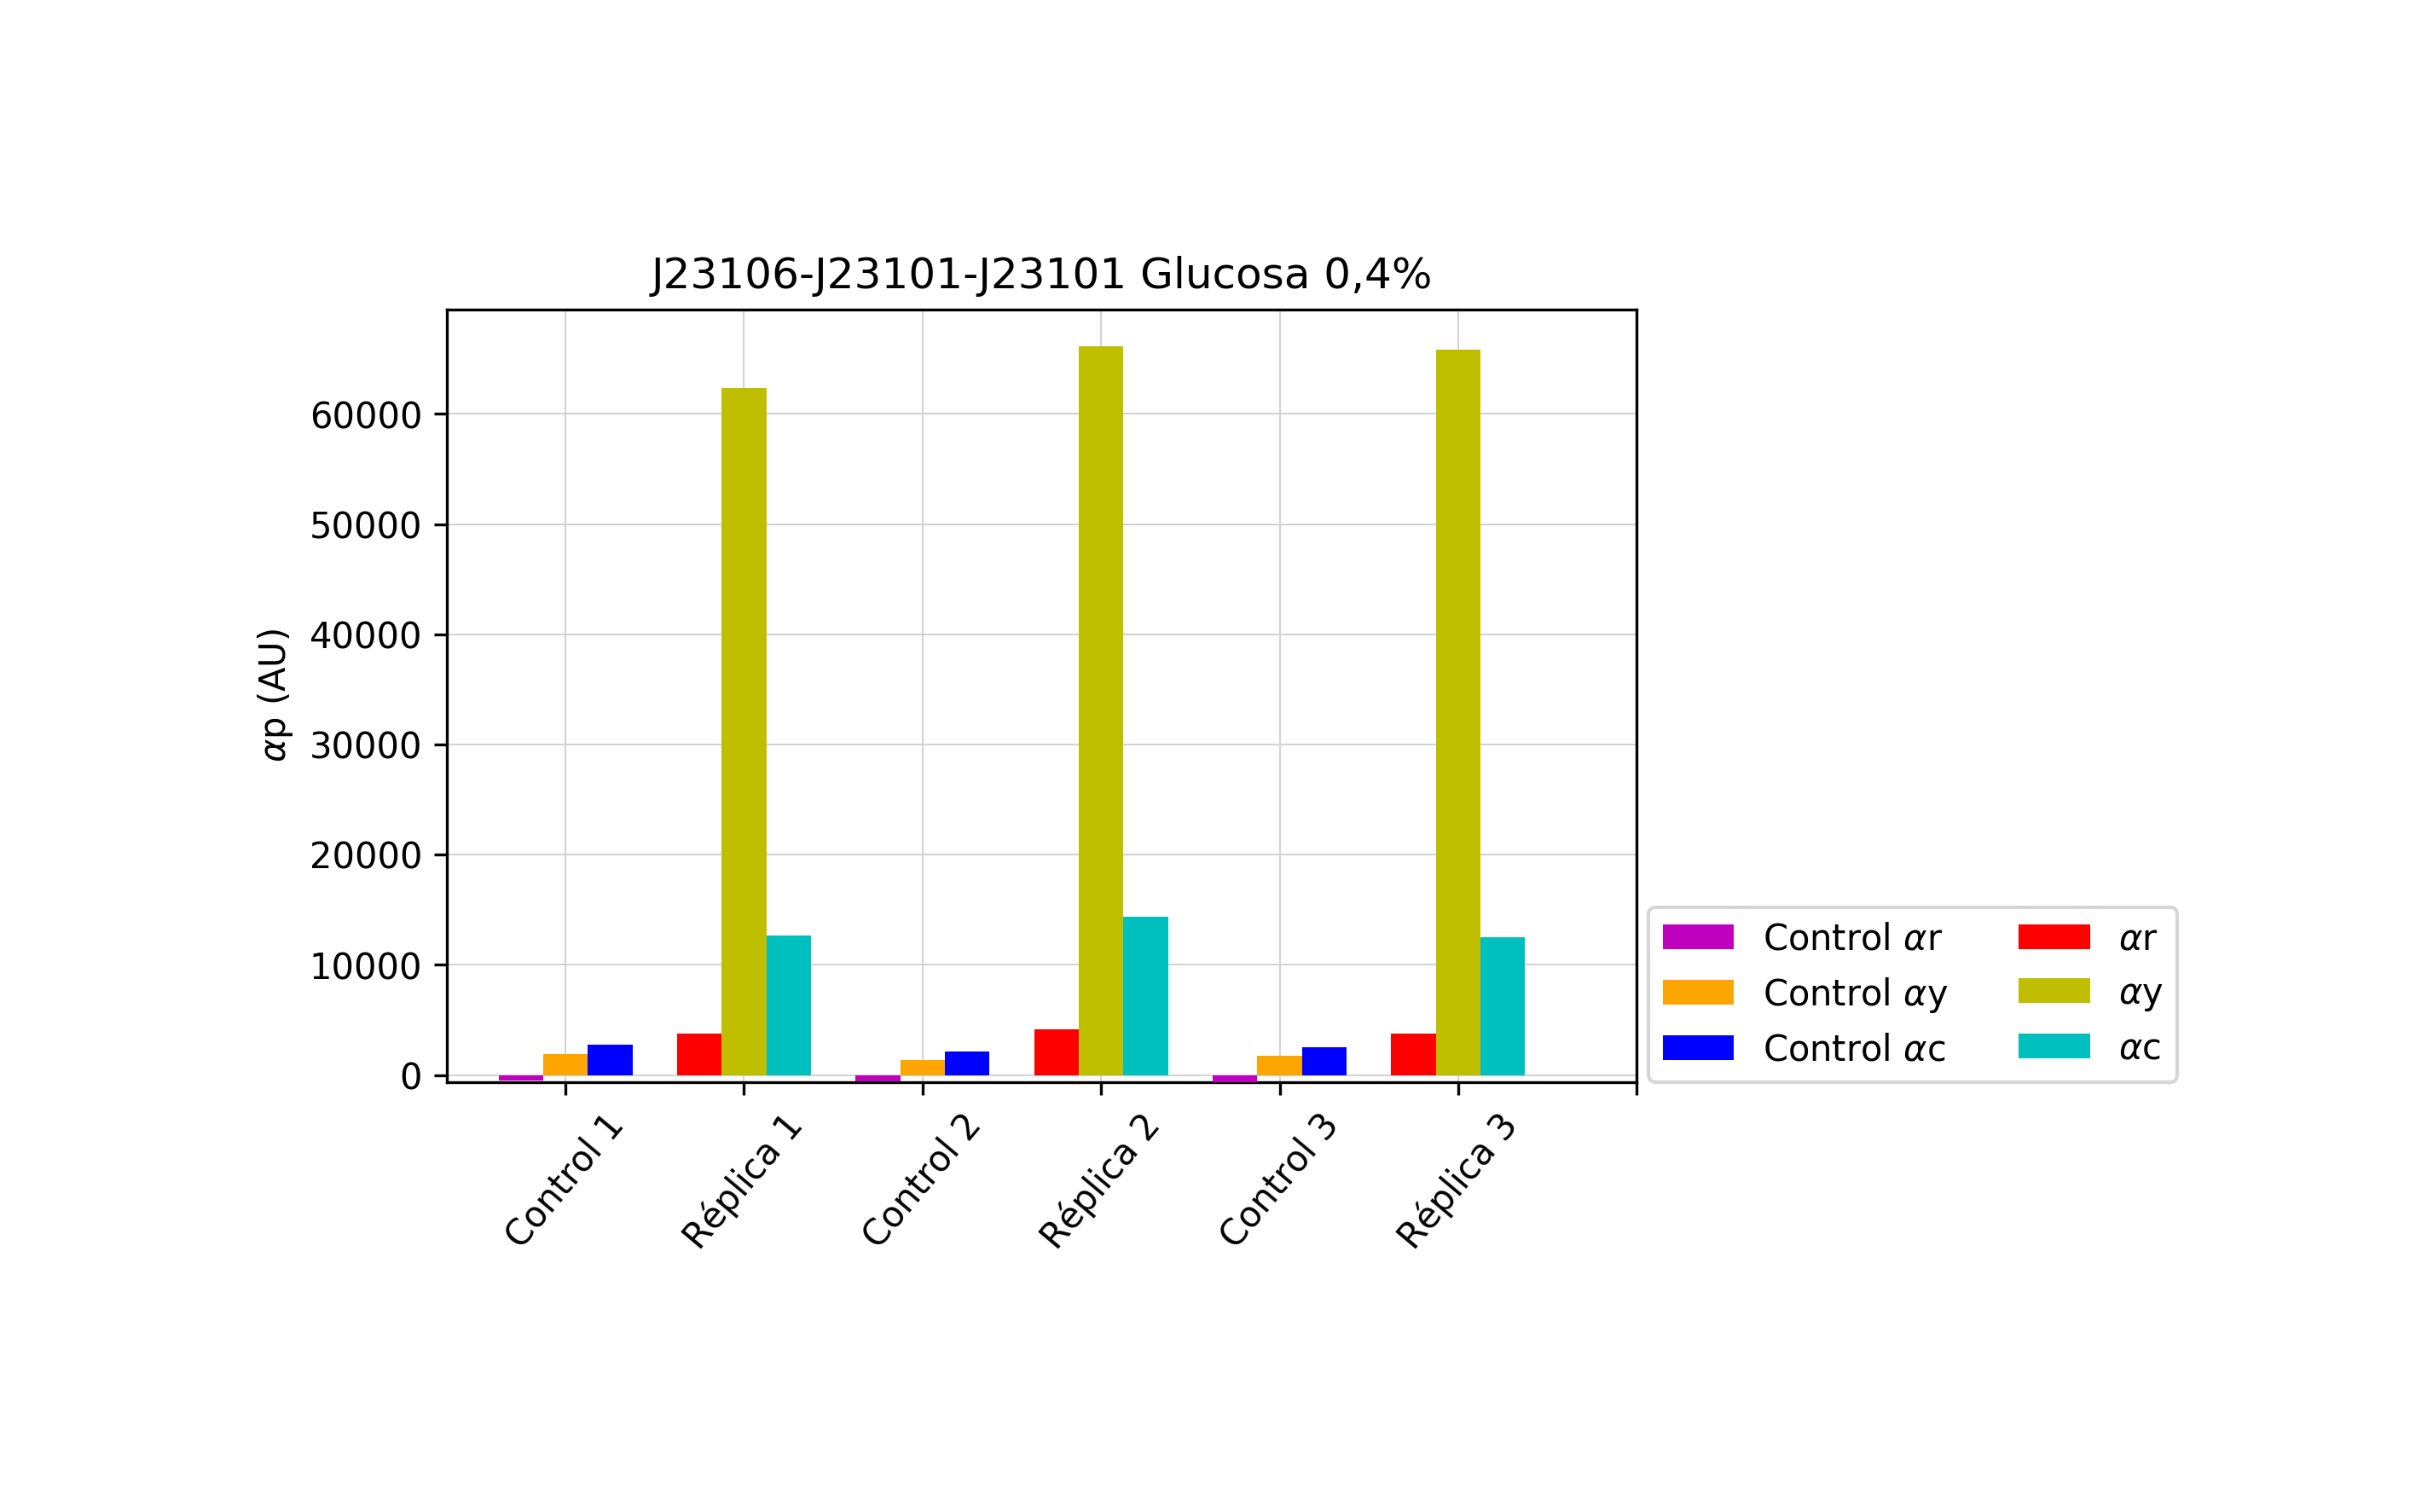 J23106-J23101-J23101 Glucosa 0,4%
αp (AU)
60000
50000
40000
30000
20000
10000
0
Control 1
Réplica 1
Control 2
Réplica 2
Control 3
Réplica 3
Control αr
Control αy
Control αc
αr
αy
αc